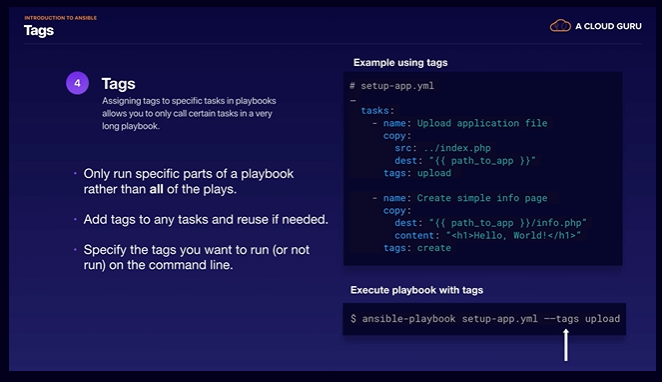 INTRODUCTION TO ANSIBLE
Tags
A CLOUD GURU
4
Tags
Assigning tags to specific tasks in playbooks
allows you to only call certain tasks in a very
long playbook.
· Only run specific parts of a playbook
rather than all of the plays.
· Add tags to any tasks and reuse if needed.
· Specify the tags you want to run (or not
run) on the command line.
Example using tags
# setup-app.yml
—
  tasks:
    - name: Upload application file
      copy:
        src: ../index.php
        dest: "{{ path_to_app }}"
      tags: upload
    - name: Create simple info page
      copy:
        dest: "{{ path_to_app }}/info.php"
        content: "<h1>Hello, World!</h1>"
      tags: create
Execute playbook with tags
$ ansible-playbook setup-app.yml --tags upload